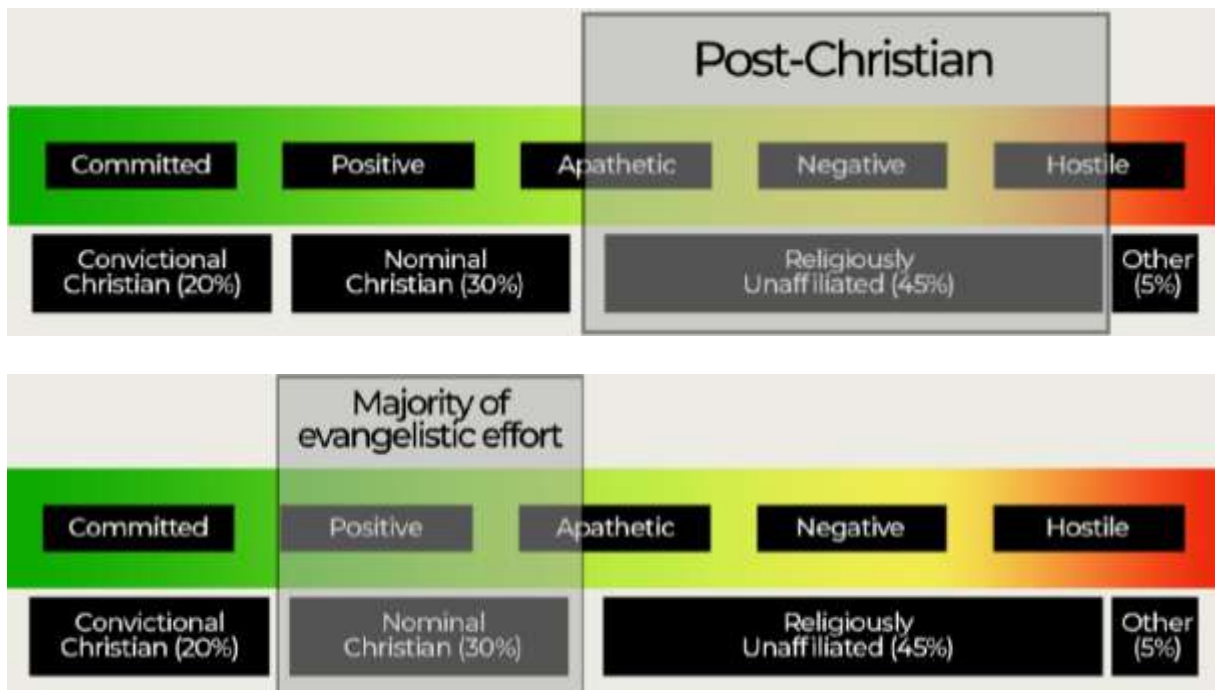 Post-Christian
Committed
Positive
Apathetic
Negative
Hostile
Convictional
Christian (20%)
Nominal
Christian (30%)
Religiously
Unaffiliated (45%)
Other
(5%)
Majority of
evangelistic effort
Committed
Positive
Apathetic
Negative
Hostile
Convictional
Christian (20%)
Nominal
Christian (30%)
Religiously
Unaffiliated (45%)
Other
(5%)